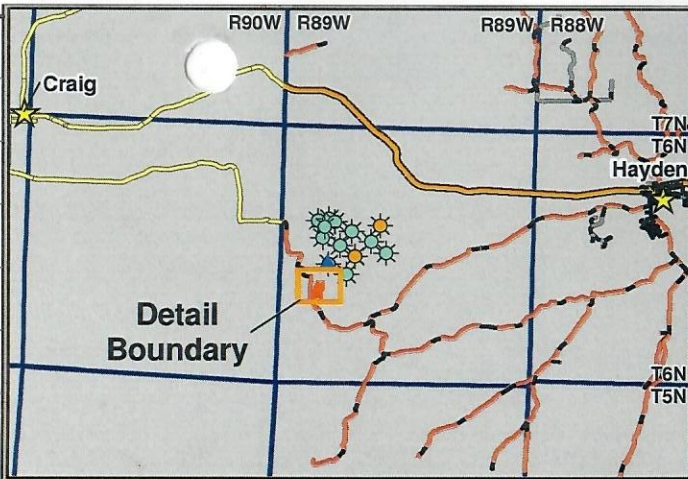 R90W R89W
R89W R88W
Craig
T7N
T6N
Hayden
Detail
Boundary
T6N
T5N